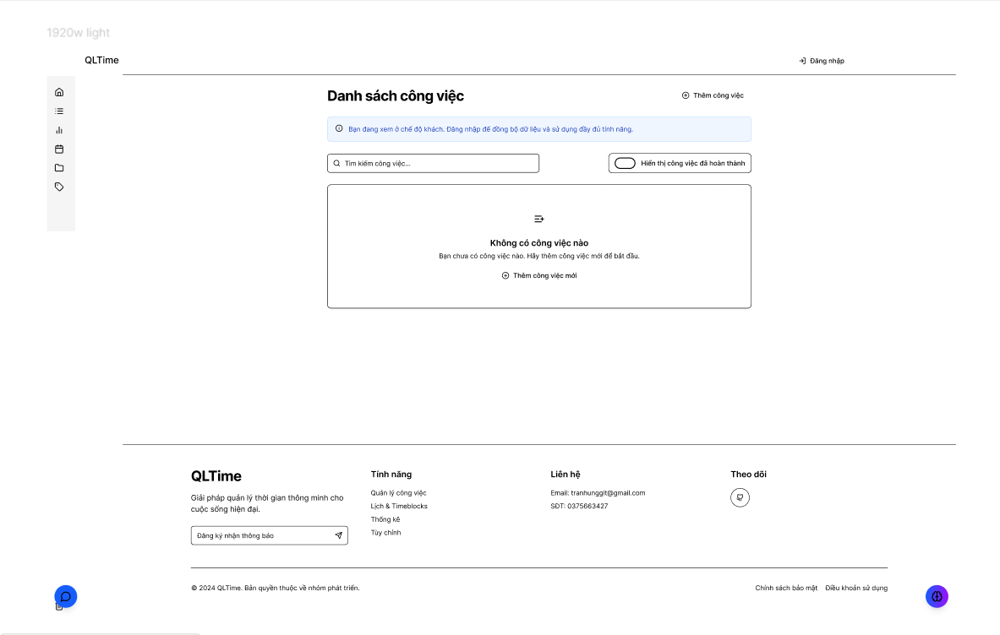 1920w light
QLTime
Đăng nhập
Danh sách công việc
Thêm công việc
Bạn đang xem ở chế độ khách. Đăng nhập để đồng bộ dữ liệu và sử dụng đầy đủ tính năng.
Tìm kiếm công việc...
Hiển thị công việc đã hoàn thành
Không có công việc nào
Bạn chưa có công việc nào. Hãy thêm công việc mới để bắt đầu.
Thêm công việc mới
QLTime
Giải pháp quản lý thời gian thông minh cho
cuộc sống hiện đại.
Đăng ký nhận thông báo
Tính năng
Quản lý công việc
Lịch & Timeblocks
Thống kê
Tùy chỉnh
Liên hệ
Email: tranhunggit@gmail.com
SĐT: 0375663427
Theo dõi
© 2024 QLTime. Bản quyền thuộc về nhóm phát triển.
Chính sách bảo mật
Điều khoản sử dụng